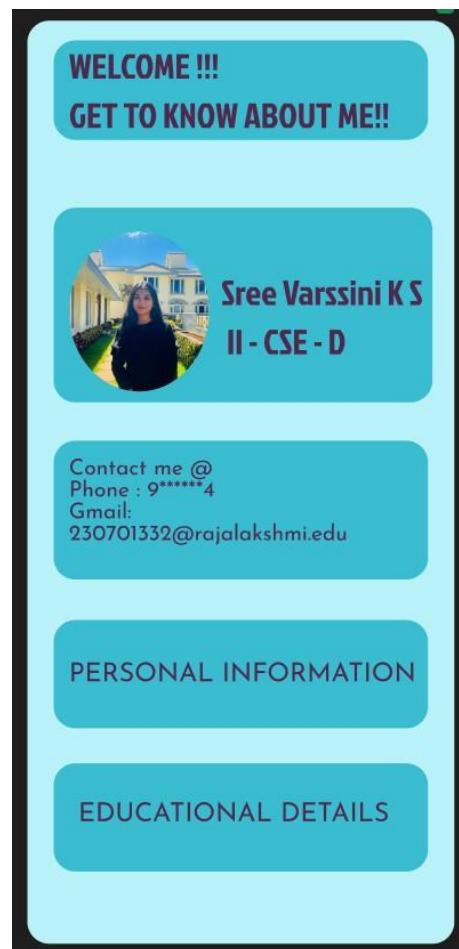 WELCOME !!!
GET TO KNOW ABOUT ME!!
Sree Varssini K S
II - CSE - D
Contact me @
Phone : 9******4
Gmail:
230701332@rajalakshmi.edu
PERSONAL INFORMATION
EDUCATIONAL DETAILS